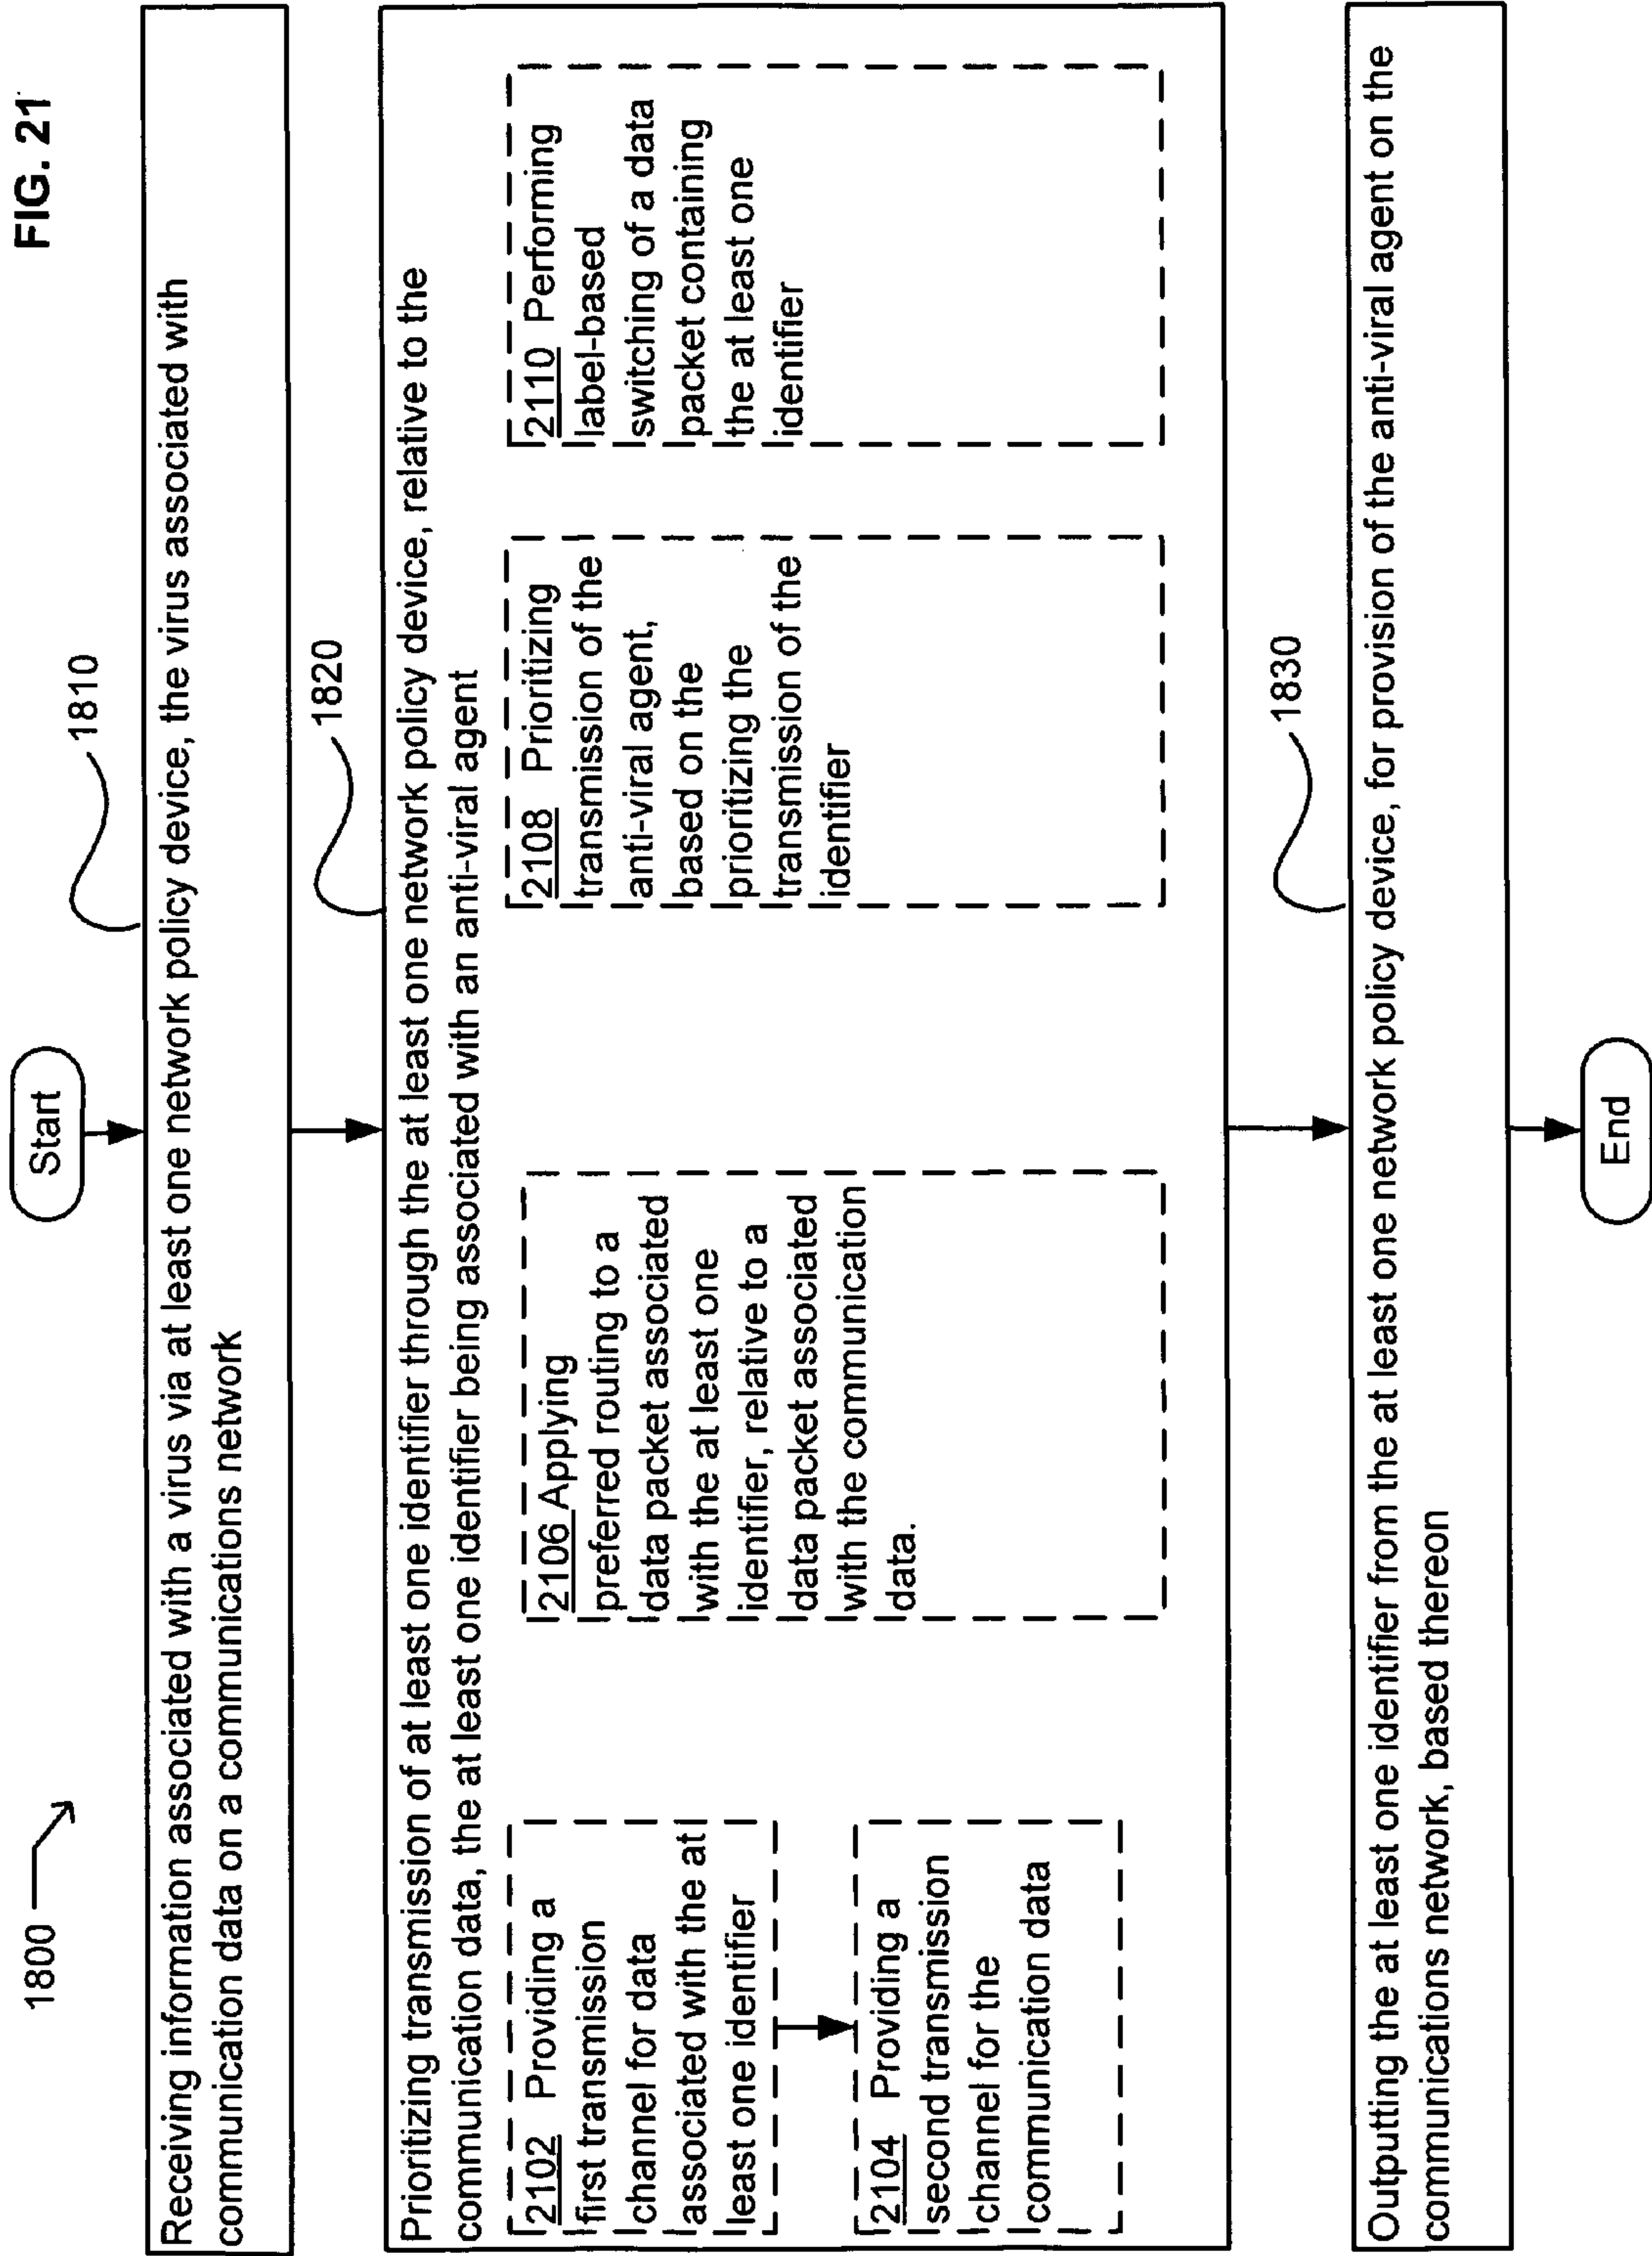 FIG. 21
1800
Start
1810
Receiving information associated with a virus via at least one network policy device, the virus associated with
communication data on a communications network
1820
Prioritizing transmission of at least one identifier through the at least one network policy device, relative to the
communication data, the at least one identifier being associated with an anti-viral agent
2102 Providing a
first transmission
channel for data
associated with the at
least one identifier
2104 Providing a
second transmission
channel for the
communication data
2106 Applying
preferred routing to a
data packet associated
with the at least one
identifier, relative to a
data packet associated
with the communication
data.
2108 Prioritizing
transmission of the
anti-viral agent,
based on the
prioritizing the
transmission of the
identifier
2110 Performing
label-based
switching of a data
packet containing
the at least one
identifier
1830
Outputting the at least one identifier from the at least one network policy device, for provision of the anti-viral agent on the
communications network, based thereon
End